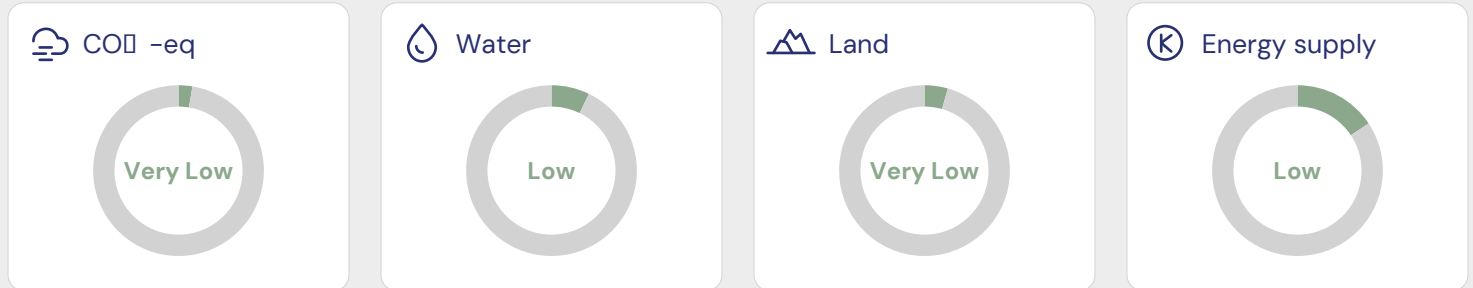 CO▯ -eq
Water
Land
Energy supply
Very Low
Low
Very Low
Low